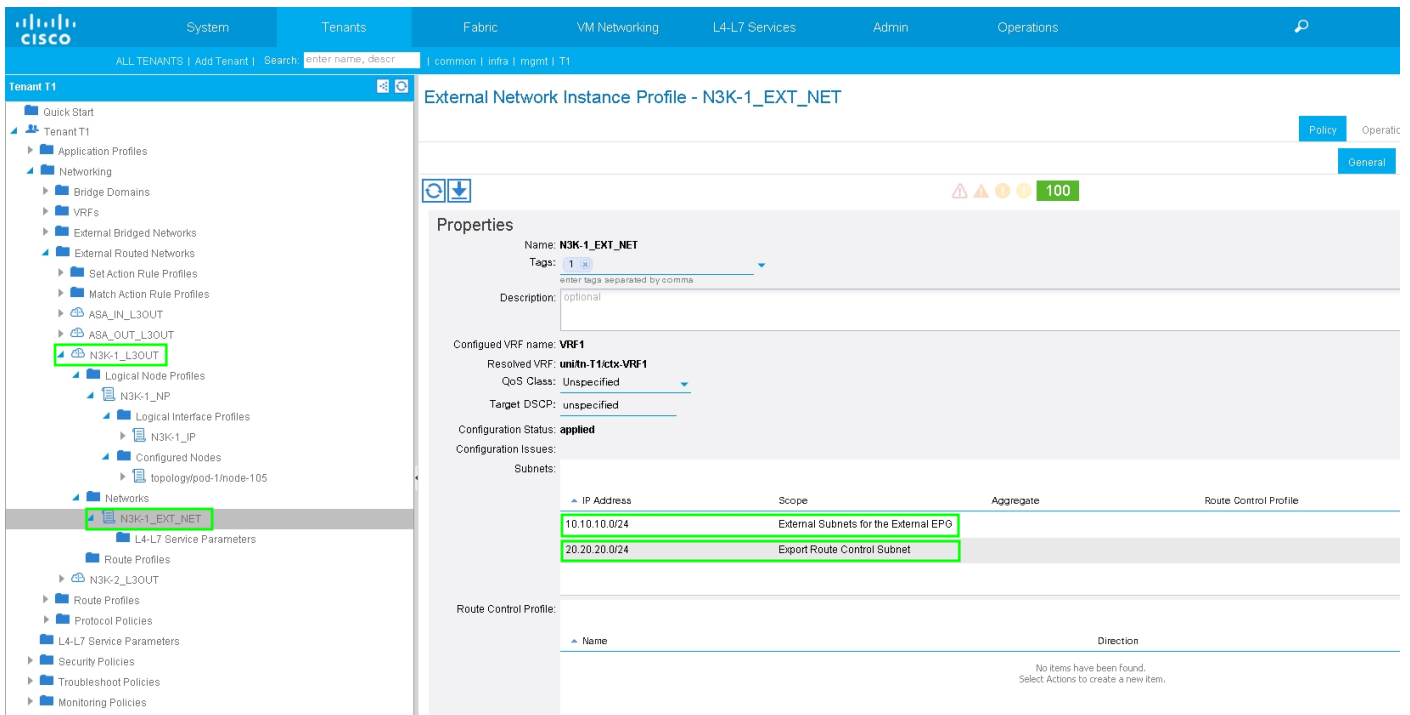 CISCO
System Tenants Fabric VM Networking L4-L7 Services Admin Operations
ALL TENANTS | Add Tenant | Search: enter name, descr | common | infra | mgmt | T1
Tenant T1
Quick Start
Tenant T1
Application Profiles
Networking
Bridge Domains
VRFs
External Bridged Networks
External Routed Networks
Set Action Rule Profiles
Match Action Rule Profiles
ASA_IN_L3OUT
ASA_OUT_L3OUT
N3K-1_L3OUT
Logical Node Profiles
N3K-1_NP
Logical Interface Profiles
N3K-1_IP
Configured Nodes
topology/pod-1/node-105
Networks
N3K-1_EXT_NET
L4-L7 Service Parameters
Route Profiles
N3K-2_L3OUT
Route Profiles
Protocol Policies
L4-L7 Service Parameters
Security Policies
Troubleshoot Policies
Monitoring Policies
External Network Instance Profile - N3K-1_EXT_NET
Policy Operatio
General
100
Properties
Name: N3K-1_EXT_NET
Tags: 1
enter tags separated by comma
Description: optional
Configued VRF name: VRF1
Resolved VRF: uni/tn-T1/ctx-VRF1
QoS Class: Unspecified
Target DSCP: unspecified
Configuration Status: applied
Configuration Issues:
Subnets:
IP Address Scope Aggregate Route Control Profile
10.10.10.0/24 External Subnets for the External EPG
20.20.20.0/24 Export Route Control Subnet
Route Control Profile:
Name Direction
No items have been found.
Select Actions to create a new item.